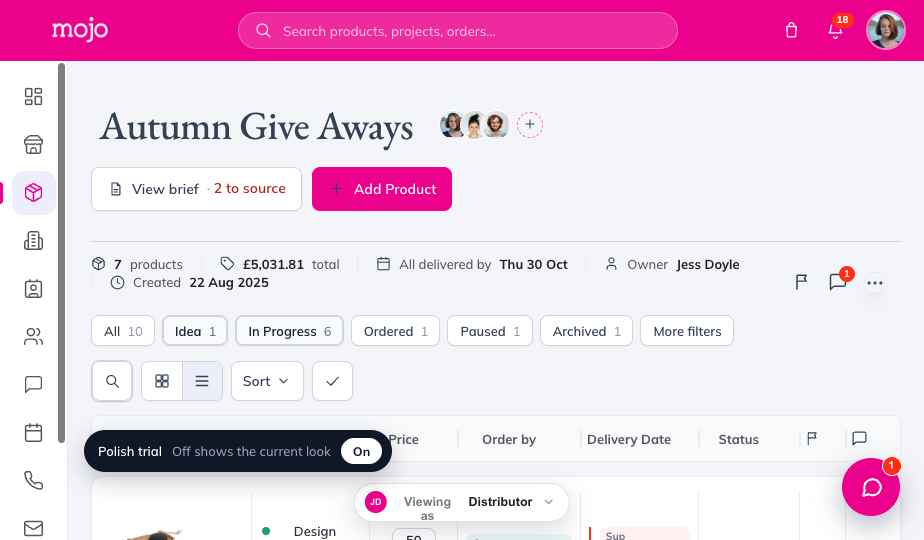 mojo
Search products, projects, orders...
18
Autumn Give Aways
View brief · 2 to source
Add Product
7 products
£5,031.81 total
All delivered by Thu 30 Oct
Owner Jess Doyle
Created 22 Aug 2025
1
All 10
Idea 1
In Progress 6
Ordered 1
Paused 1
Archived 1
More filters
Sort
Price
Order by
Delivery Date
Status
Polish trial Off shows the current look On
1
JD Viewing as Distributor
Design
50
Sup